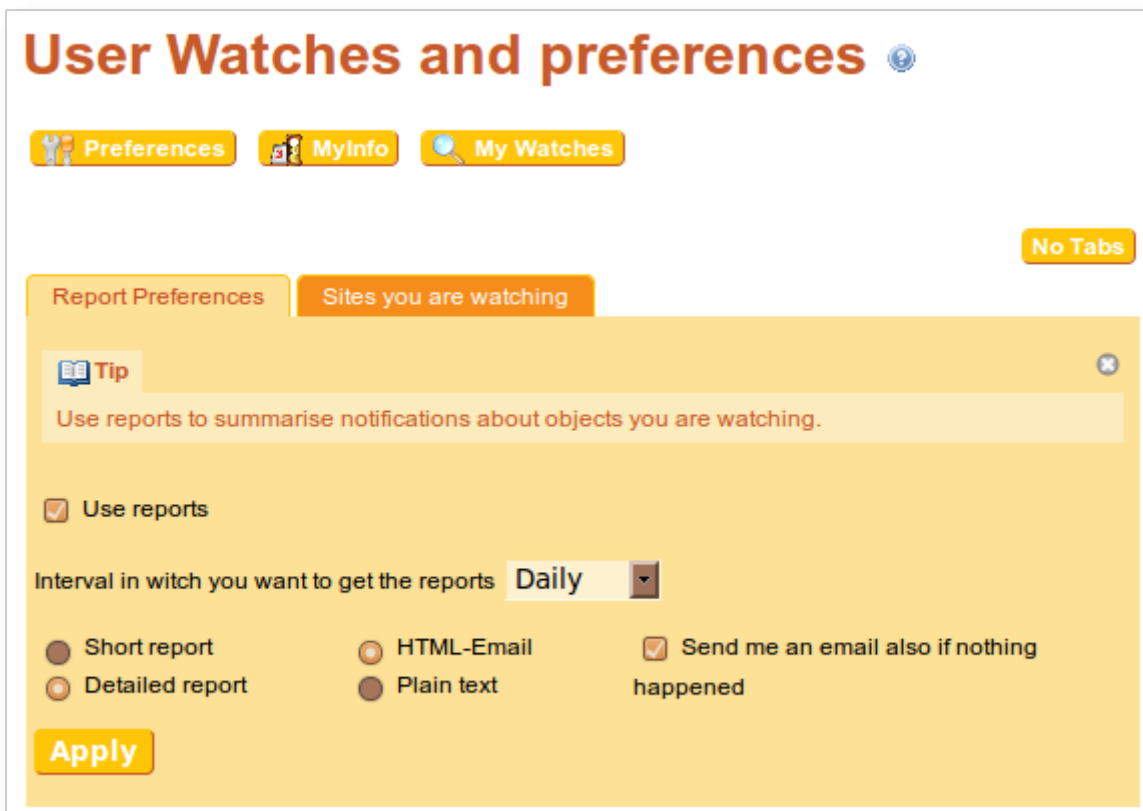 User Watches and preferences
Preferences MyInfo My Watches
No Tabs
Report Preferences Sites you are watching
Tip
Use reports to summarise notifications about objects you are watching.
Use reports
Interval in witch you want to get the reports Daily
Short report HTML-Email Send me an email also if nothing
Detailed report Plain text happened
Apply